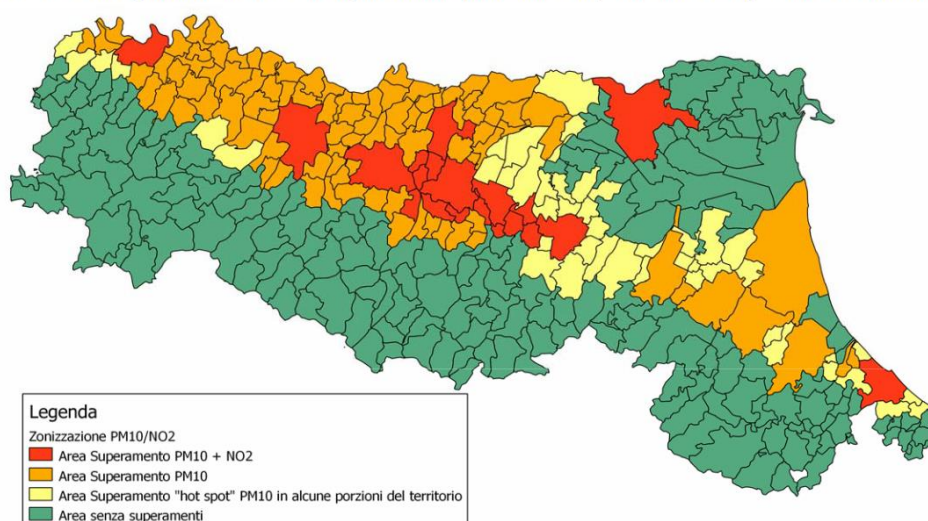 Legenda
Zonizzazione PM10/NO2
Area Superamento PM10 + NO2
Area Superamento PM10
Area Superamento "hot spot" PM10 in alcune porzioni del territorio
Area senza superamenti